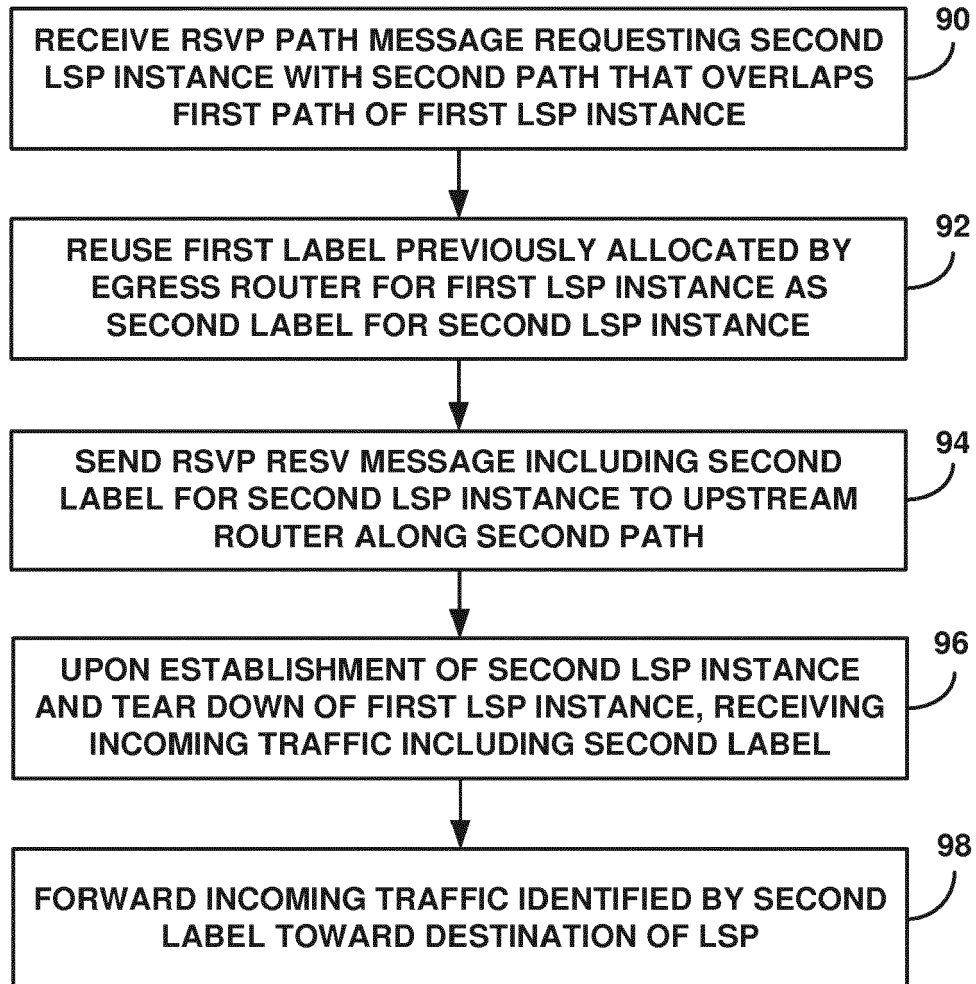 90
RECEIVE RSVP PATH MESSAGE REQUESTING SECOND
LSP INSTANCE WITH SECOND PATH THAT OVERLAPS
FIRST PATH OF FIRST LSP INSTANCE
92
REUSE FIRST LABEL PREVIOUSLY ALLOCATED BY
EGRESS ROUTER FOR FIRST LSP INSTANCE AS
SECOND LABEL FOR SECOND LSP INSTANCE
94
SEND RSVP RESV MESSAGE INCLUDING SECOND
LABEL FOR SECOND LSP INSTANCE TO UPSTREAM
ROUTER ALONG SECOND PATH
96
UPON ESTABLISHMENT OF SECOND LSP INSTANCE
AND TEAR DOWN OF FIRST LSP INSTANCE, RECEIVING
INCOMING TRAFFIC INCLUDING SECOND LABEL
98
FORWARD INCOMING TRAFFIC IDENTIFIED BY SECOND
LABEL TOWARD DESTINATION OF LSP